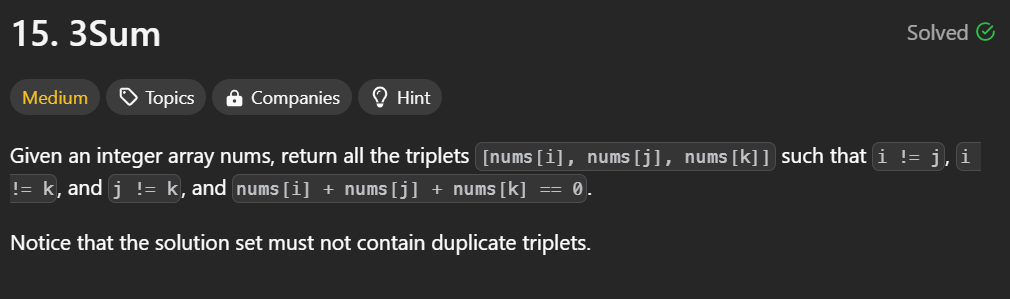 15. 3Sum
Solved
Medium
Topics
Companies
Hint
Given an integer array nums, return all the triplets [nums[i], nums[j], nums[k]] such that i != j, i
!= k, and j != k, and nums[i] + nums[j] + nums[k] == 0.
Notice that the solution set must not contain duplicate triplets.